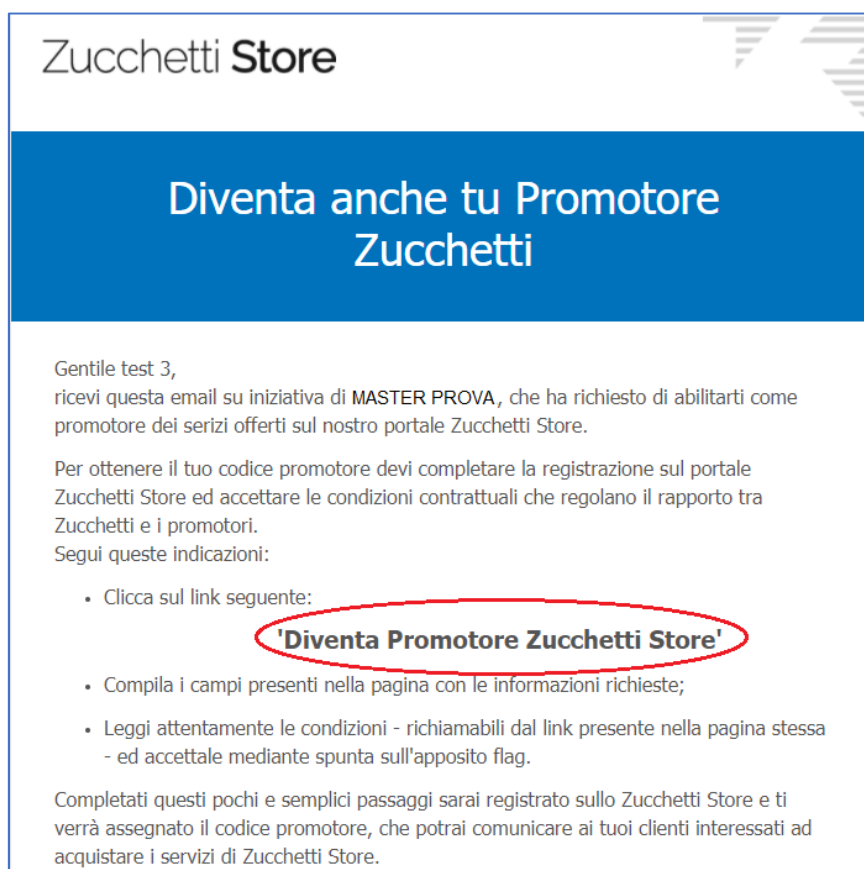 Zucchetti Store
Diventa anche tu Promotore
Zucchetti
Gentile test 3,
ricevi questa email su iniziativa di MASTER PROVA, che ha richiesto di abilitarti come
promotore dei serizi offerti sul nostro portale Zucchetti Store.
Per ottenere il tuo codice promotore devi completare la registrazione sul portale
Zucchetti Store ed accettare le condizioni contrattuali che regolano il rapporto tra
Zucchetti e i promotori.
Segui queste indicazioni:
• Clicca sul link seguente:
'Diventa Promotore Zucchetti Store'
• Compila i campi presenti nella pagina con le informazioni richieste;
• Leggi attentamente le condizioni - richiamabili dal link presente nella pagina stessa
- ed accettale mediante spunta sull'apposito flag.
Completati questi pochi e semplici passaggi sarai registrato sullo Zucchetti Store e ti
verrà assegnato il codice promotore, che potrai comunicare ai tuoi clienti interessati ad
acquistare i servizi di Zucchetti Store.